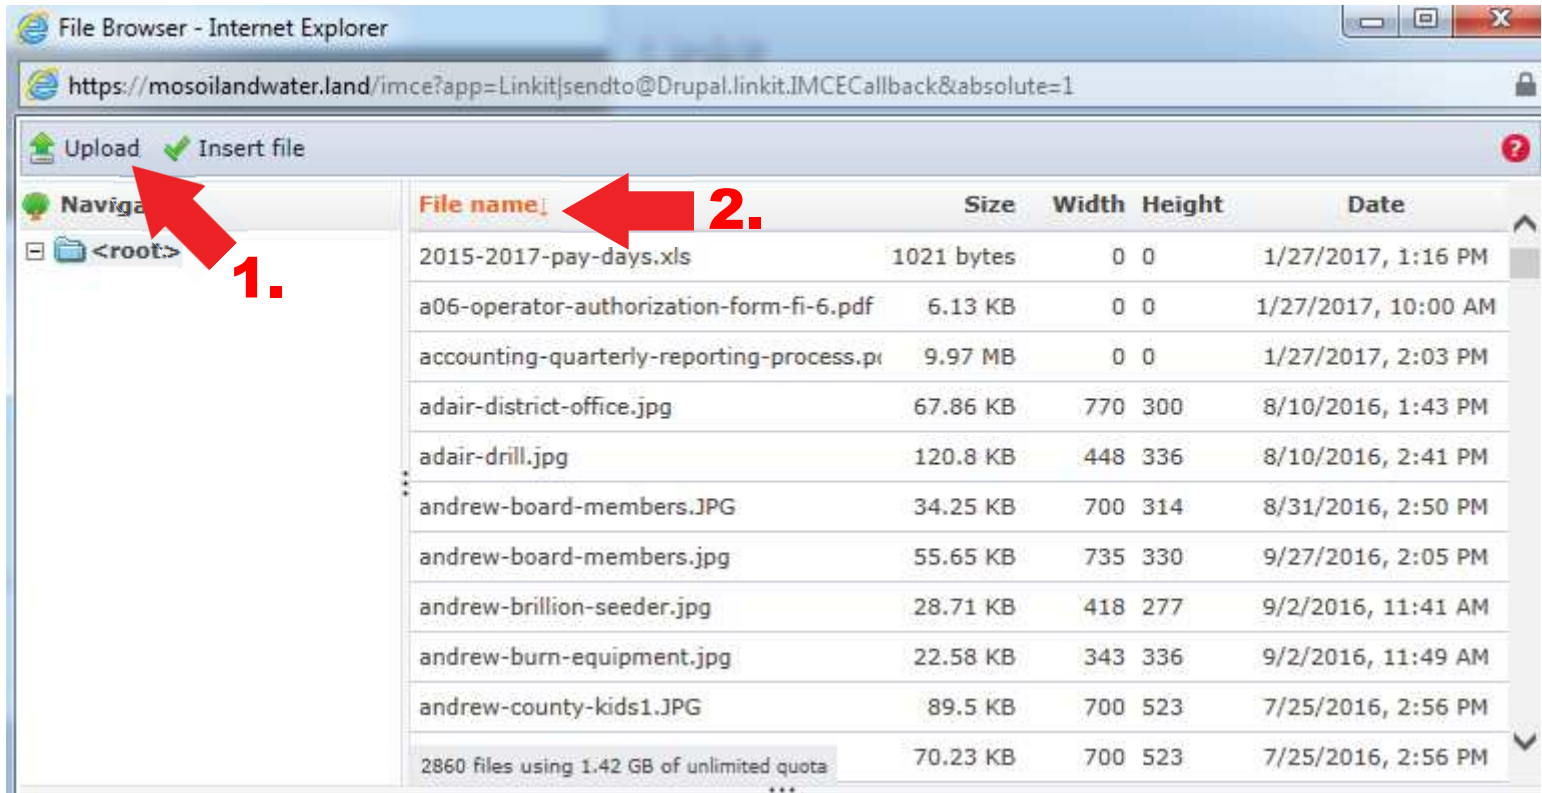 File Browser - Internet Explorer
https://mosoilandwater.land/imce?app=Linkit|sendto@Drupal.linkit.IMCECallback&absolute=1
Upload Insert file
Naviga File name↓ 2. Size Width Height Date
<root> 1.
2015-2017-pay-days.xls 1021 bytes 0 0 1/27/2017, 1:16 PM
a06-operator-authorization-form-fi-6.pdf 6.13 KB 0 0 1/27/2017, 10:00 AM
accounting-quarterly-reporting-process.p 9.97 MB 0 0 1/27/2017, 2:03 PM
adair-district-office.jpg 67.86 KB 770 300 8/10/2016, 1:43 PM
adair-drill.jpg 120.8 KB 448 336 8/10/2016, 2:41 PM
andrew-board-members.JPG 34.25 KB 700 314 8/31/2016, 2:50 PM
andrew-board-members.jpg 55.65 KB 735 330 9/27/2016, 2:05 PM
andrew-brillion-seeder.jpg 28.71 KB 418 277 9/2/2016, 11:41 AM
andrew-burn-equipment.jpg 22.58 KB 343 336 9/2/2016, 11:49 AM
andrew-county-kids1.JPG 89.5 KB 700 523 7/25/2016, 2:56 PM
70.23 KB 700 523 7/25/2016, 2:56 PM
2860 files using 1.42 GB of unlimited quota